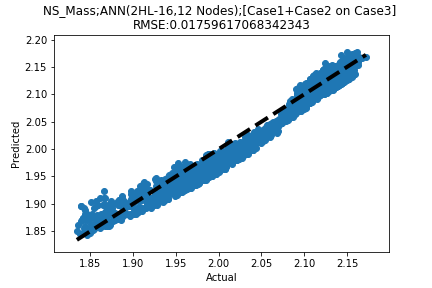 NS_Mass;ANN(2HL-16,12 Nodes);[Case1+Case2 on Case3]
RMSE:0.01759617068342343
2.20
2.15
2.10
2.05
2.00
1.95
1.90
1.85
Predicted
1.85 1.90 1.95 2.00 2.05 2.10 2.15
Actual